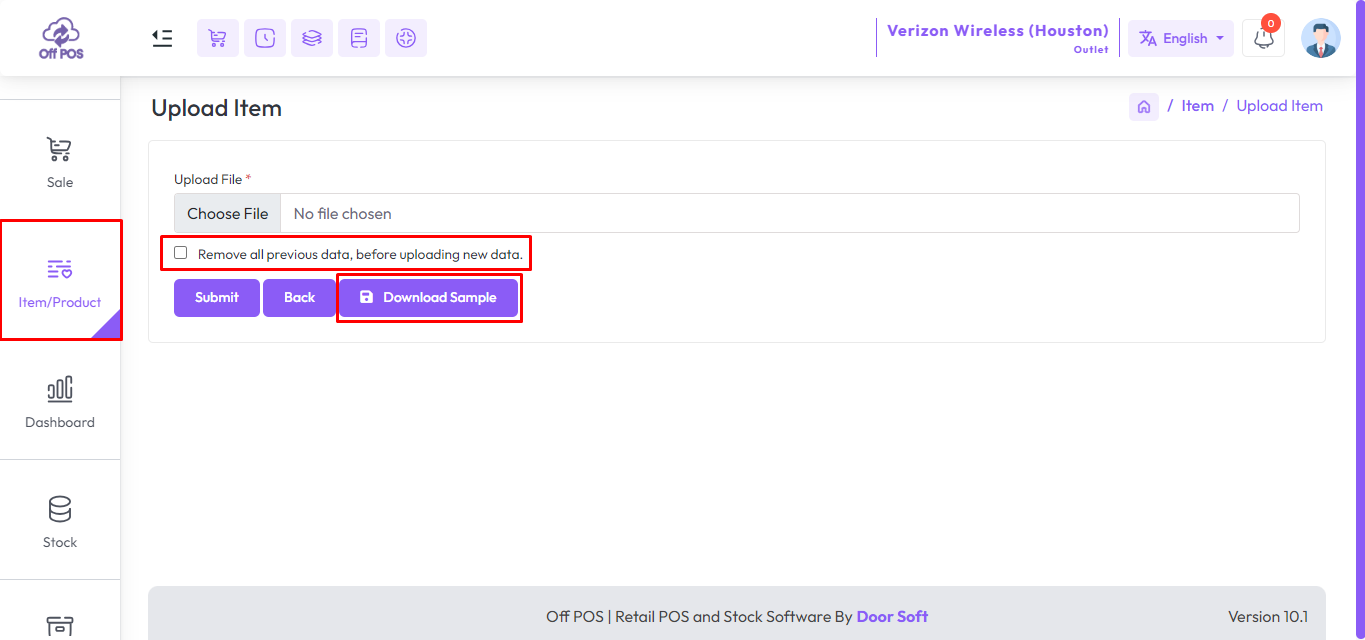 Off POS
Verizon Wireless (Houston)
Outlet
English
0
Upload Item
/ Item / Upload Item
Sale
Item/Product
Dashboard
Stock
Upload File *
Choose File No file chosen
Remove all previous data, before uploading new data.
Submit Back Download Sample
Off POS | Retail POS and Stock Software By Door Soft
Version 10.1